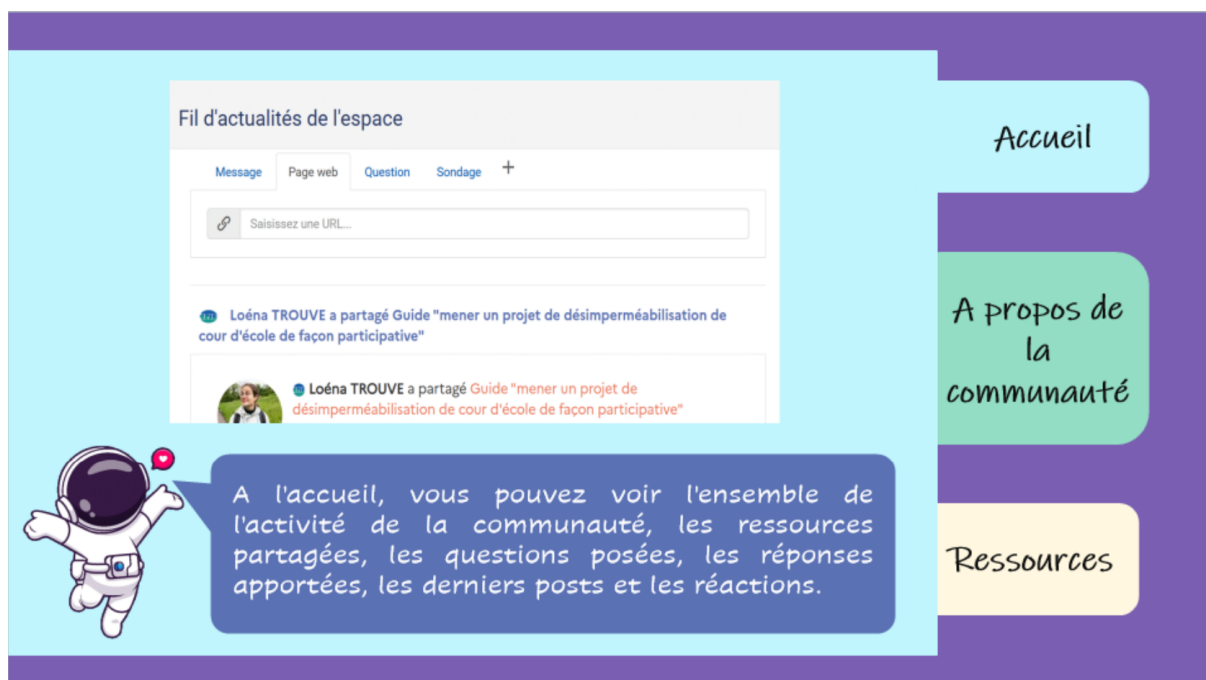 Fil d'actualités de l'espace
Message Page web Question Sondage +
Saisissez une URL...
Loéna TROUVE a partagé Guide "mener un projet de désimperméabilisation de
cour d'école de façon participative"
Loéna TROUVE a partagé Guide "mener un projet de
désimperméabilisation de cour d'école de façon participative"
A l'accueil, vous pouvez voir l'ensemble de
l'activité de la communauté, les ressources
partagées, les questions posées, les réponses
apportées, les derniers posts et les réactions.
Accueil
A propos de
la
communauté
Ressources